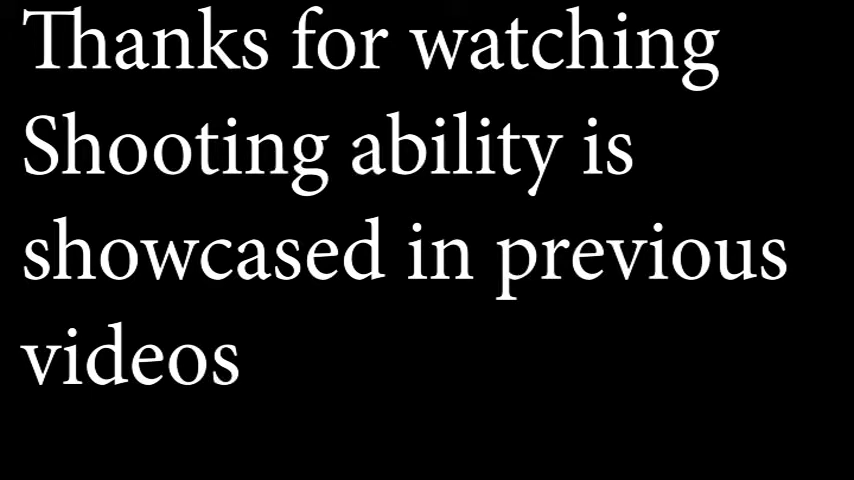 Thanks for watching
Shooting ability is
showcased in previous
videos